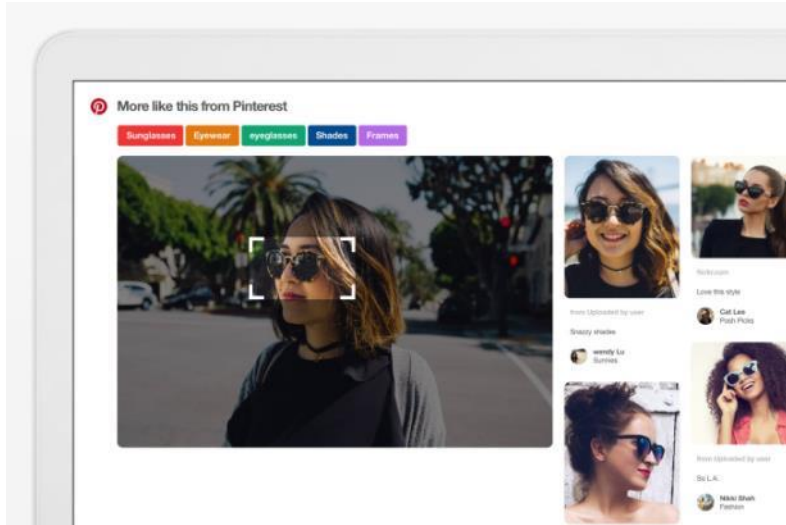 More like this from Pinterest
Sunglasses Eyewear eyeglasses Shades Frames
from Uploaded by user
Snazzy shades
wendy Lu
Sunnies
Love this style
Cat Lee
Posh Picks
from Uploaded by user
So L.A.
Nikki Shah
Fashion